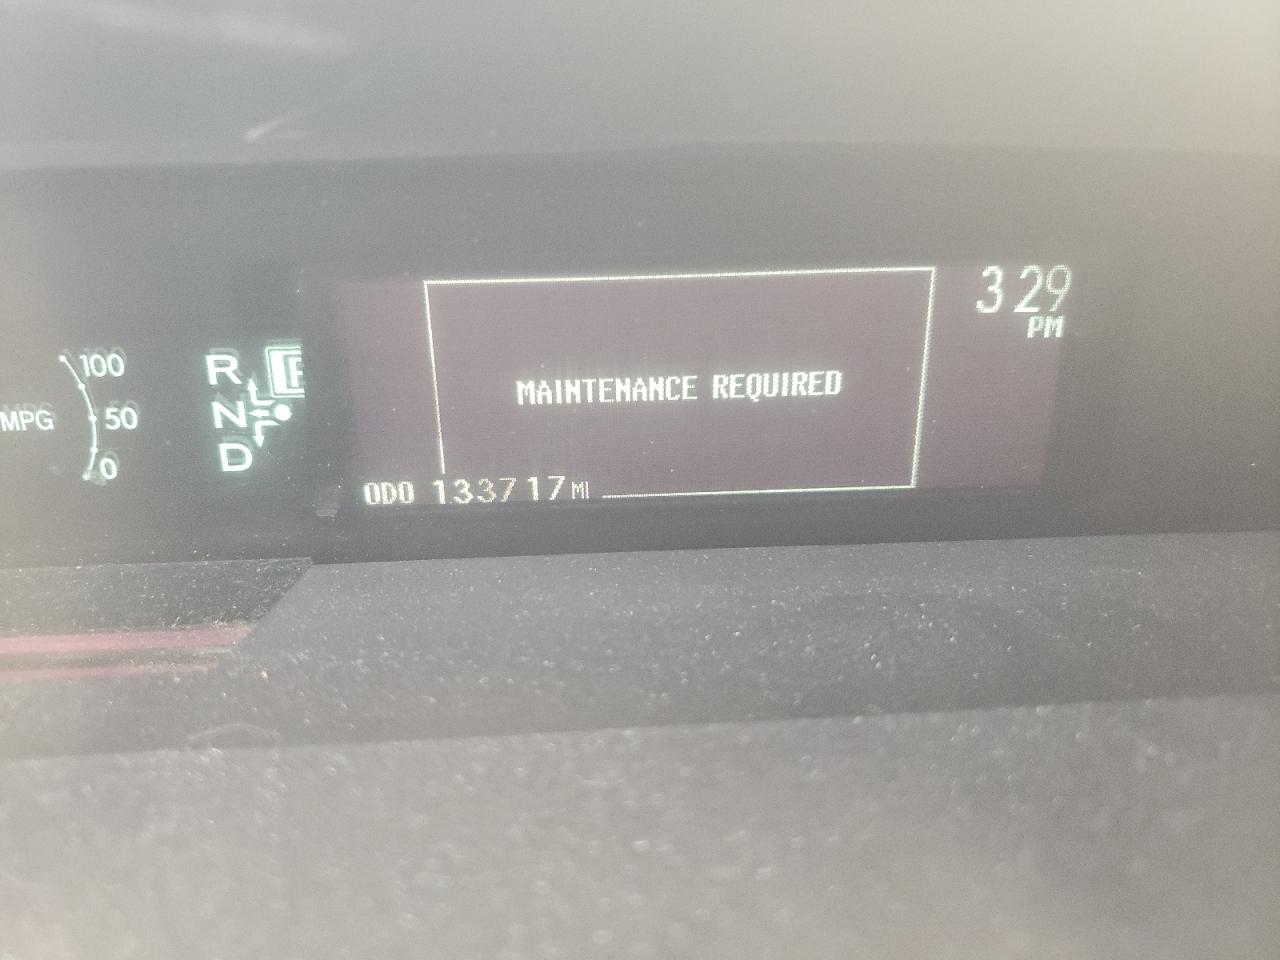 3 29
PM
100
R
MAINTENANCE REQUIRED
MPG
50
N
D
0
ODO 133717 MI